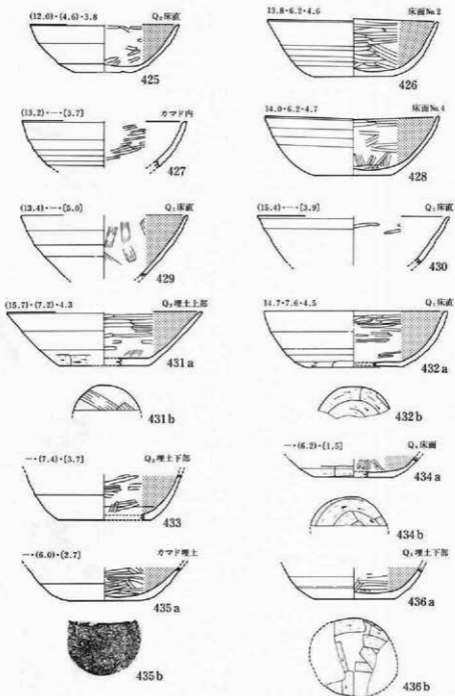 (12.0)・(4.6)・3.8 Q₂床直
425
13.8・6.2・4.6 床面No.2
426
(13.2)・―・[3.7] カマド内
427
14.0・6.2・4.7 床面No.4
428
(13.4)・―・[5.0] Q₁床直
429
(15.4)・―・[3.9] Q₁床直
430
(15.7)・(7.2)・4.3 Q₂埋土上部
431a
431b
14.7・7.6・4.5 Q₁床直
432a
432b
―・(7.4)・[3.7] Q₂埋土下部
433
―・(6.2)・[1.5] Q₄床面
434a
434b
―・(6.0)・[2.7] カマド埋土
435a
435b
Q₃埋土下部
436a
436b